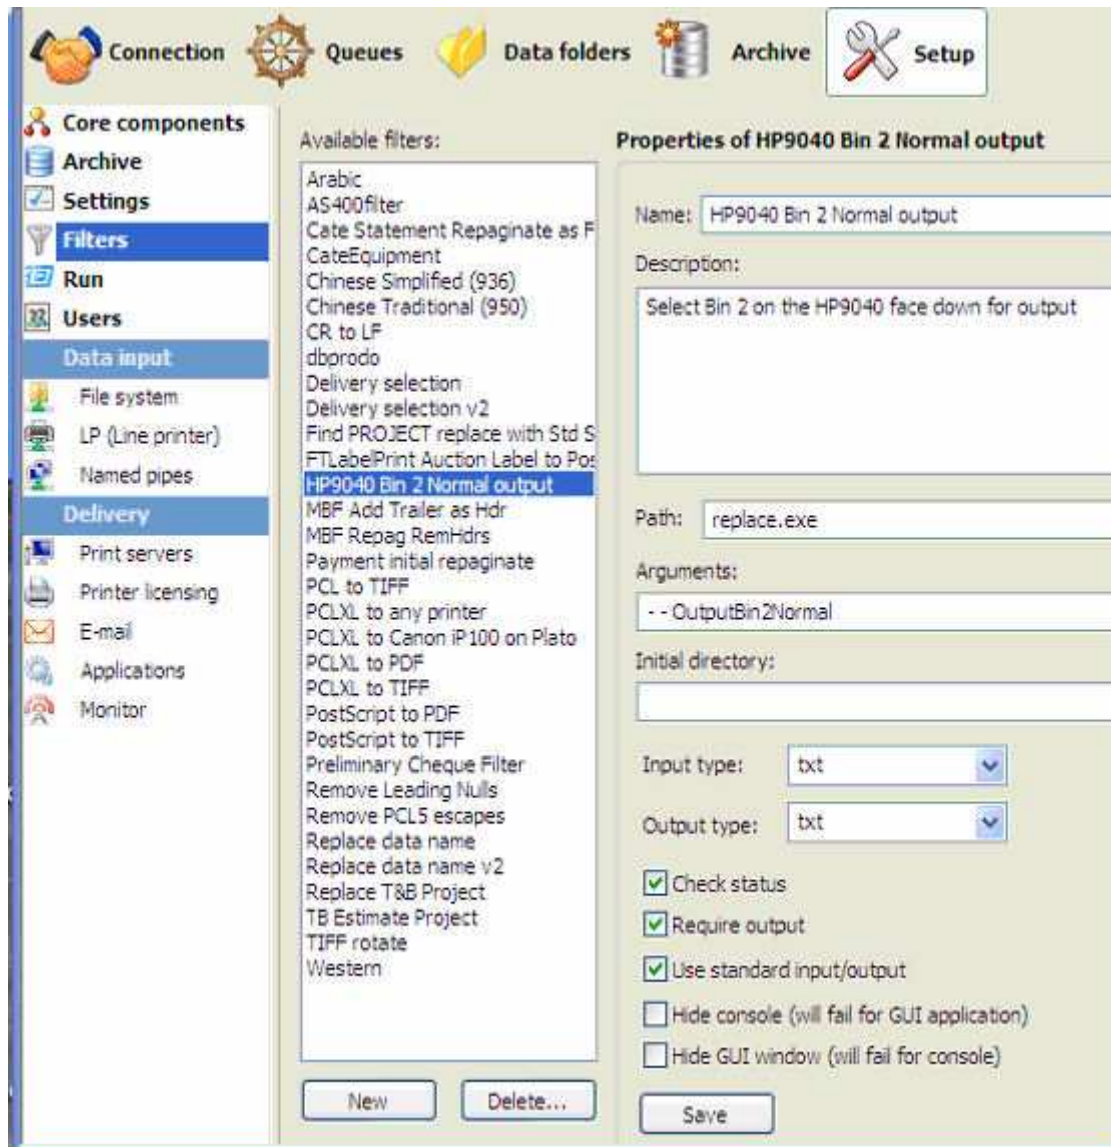 Connection
Queues
Data folders
Archive
Setup
Core components
Archive
Settings
Filters
Run
Users
Data input
File system
LP (Line printer)
Named pipes
Delivery
Print servers
Printer licensing
E-mail
Applications
Monitor
Available filters:
Arabic
AS400filter
Cate Statement Repaginate as F
CateEquipment
Chinese Simplified (936)
Chinese Traditional (950)
CR to LF
dbprodo
Delivery selection
Delivery selection v2
Find PROJECT replace with Std S
FTLabelPrint Auction Label to Pos
HP9040 Bin 2 Normal output
MBF Add Trailer as Hdr
MBF Repag RemHdrs
Payment initial repaginate
PCL to TIFF
PCLXL to any printer
PCLXL to Canon iP100 on Plato
PCLXL to PDF
PCLXL to TIFF
PostScript to PDF
PostScript to TIFF
Preliminary Cheque Filter
Remove Leading Nulls
Remove PCL5 escapes
Replace data name
Replace data name v2
Replace T&B Project
TB Estimate Project
TIFF rotate
Western
New
Delete...
Properties of HP9040 Bin 2 Normal output
Name: HP9040 Bin 2 Normal output
Description:
Select Bin 2 on the HP9040 face down for output
Path: replace.exe
Arguments:
- - OutputBin2Normal
Initial directory:
Input type: txt
Output type: txt
Check status
Require output
Use standard input/output
Hide console (will fail for GUI application)
Hide GUI window (will fail for console)
Save